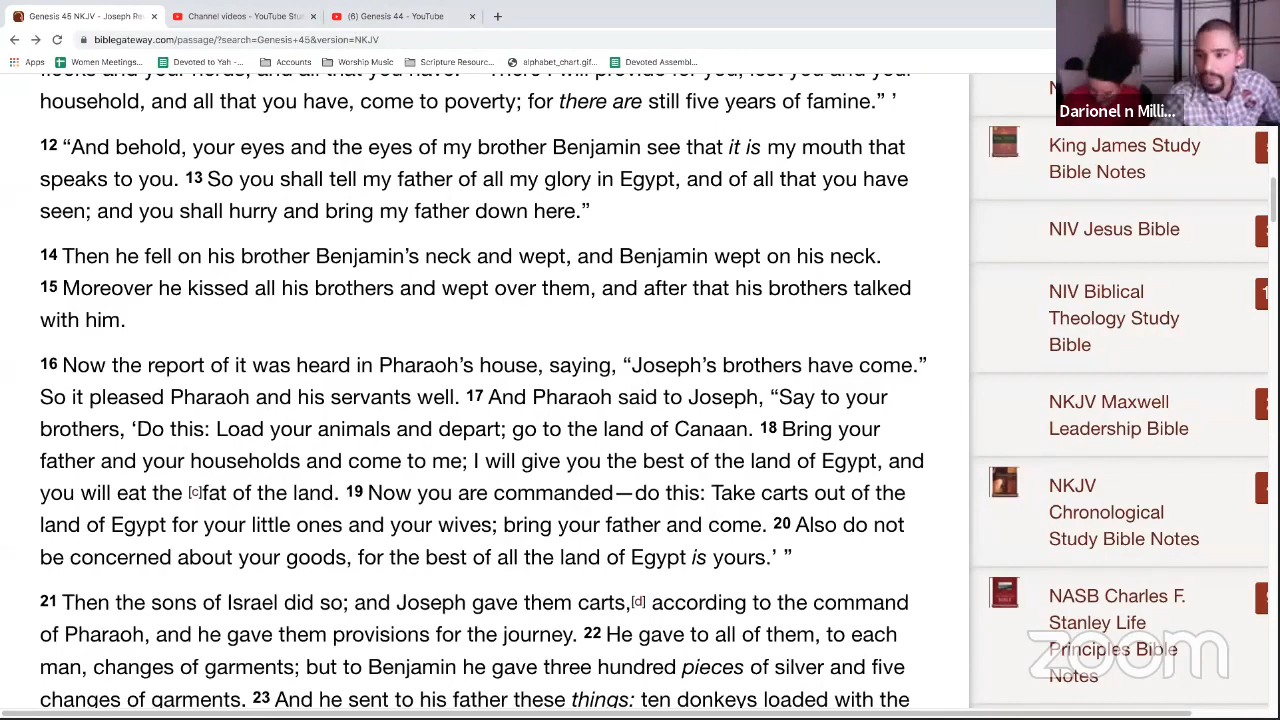 Genesis 45 NKJV - Joseph Re
Channel videos - YouTube Stu
(6) Genesis 44 - YouTube
biblegateway.com/passage/?search=Genesis+45&version=NKJV
Apps
Women Meetings...
Devoted to Yah -...
Accounts
Worship Music
Scripture Resourc...
alphabet_chart.gif...
Devoted Assembl...
household, and all that you have, come to poverty; for there are still five years of famine.” ’
12 “And behold, your eyes and the eyes of my brother Benjamin see that it is my mouth that
speaks to you. 13 So you shall tell my father of all my glory in Egypt, and of all that you have
seen; and you shall hurry and bring my father down here.”
14 Then he fell on his brother Benjamin’s neck and wept, and Benjamin wept on his neck.
15 Moreover he kissed all his brothers and wept over them, and after that his brothers talked
with him.
16 Now the report of it was heard in Pharaoh’s house, saying, “Joseph’s brothers have come.”
So it pleased Pharaoh and his servants well. 17 And Pharaoh said to Joseph, “Say to your
brothers, ‘Do this: Load your animals and depart; go to the land of Canaan. 18 Bring your
father and your households and come to me; I will give you the best of the land of Egypt, and
you will eat the [c]fat of the land. 19 Now you are commanded—do this: Take carts out of the
land of Egypt for your little ones and your wives; bring your father and come. 20 Also do not
be concerned about your goods, for the best of all the land of Egypt is yours.’ ”
21 Then the sons of Israel did so; and Joseph gave them carts,[d] according to the command
of Pharaoh, and he gave them provisions for the journey. 22 He gave to all of them, to each
man, changes of garments; but to Benjamin he gave three hundred pieces of silver and five
changes of garments. 23 And he sent to his father these things: ten donkeys loaded with the
Darionel n Milli...
King James Study
Bible Notes
NIV Jesus Bible
NIV Biblical
Theology Study
Bible
NKJV Maxwell
Leadership Bible
NKJV
Chronological
Study Bible Notes
NASB Charles F.
Stanley Life
Principles Bible
Notes
zoom